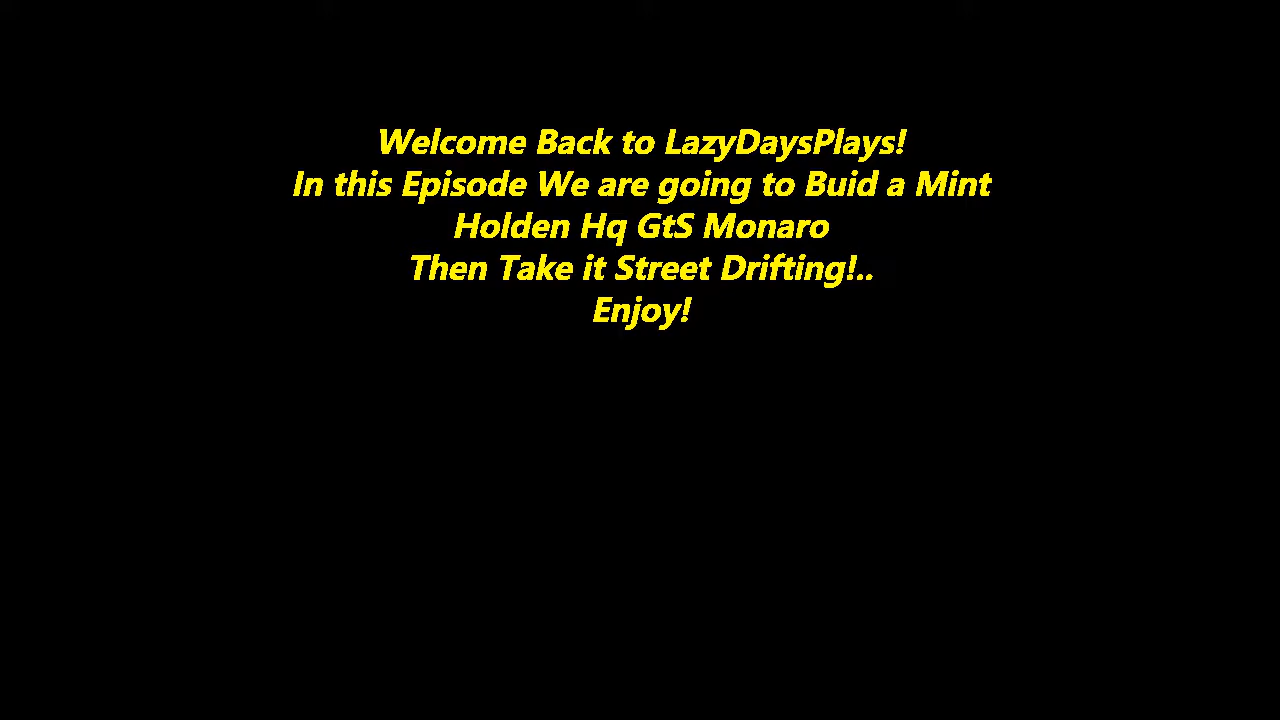 Welcome Back to LazyDaysPlays!
In this Episode We are going to Buid a Mint
Holden Hq GtS Monaro
Then Take it Street Drifting!..
Enjoy!